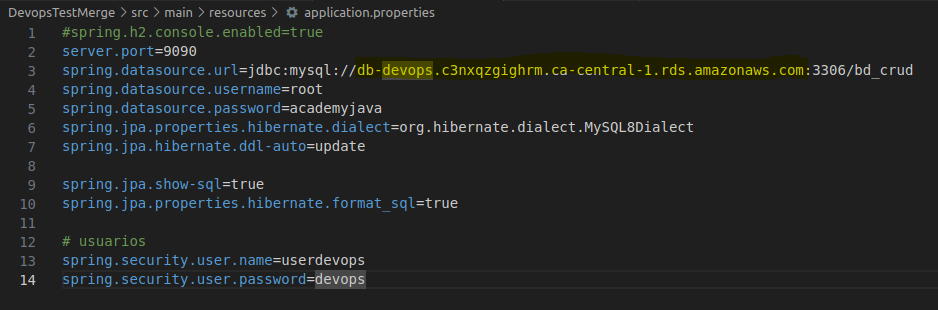 DevopsTestMerge > src > main > resources > application.properties
1 #spring.h2.console.enabled=true
2 server.port=9090
3 spring.datasource.url=jdbc:mysql://db-devops.c3nxqzgighrm.ca-central-1.rds.amazonaws.com:3306/bd_crud
4 spring.datasource.username=root
5 spring.datasource.password=academyjava
6 spring.jpa.properties.hibernate.dialect=org.hibernate.dialect.MySQL8Dialect
7 spring.jpa.hibernate.ddl-auto=update
8
9 spring.jpa.show-sql=true
10 spring.jpa.properties.hibernate.format_sql=true
11
12 # usuarios
13 spring.security.user.name=userdevops
14 spring.security.user.password=devops